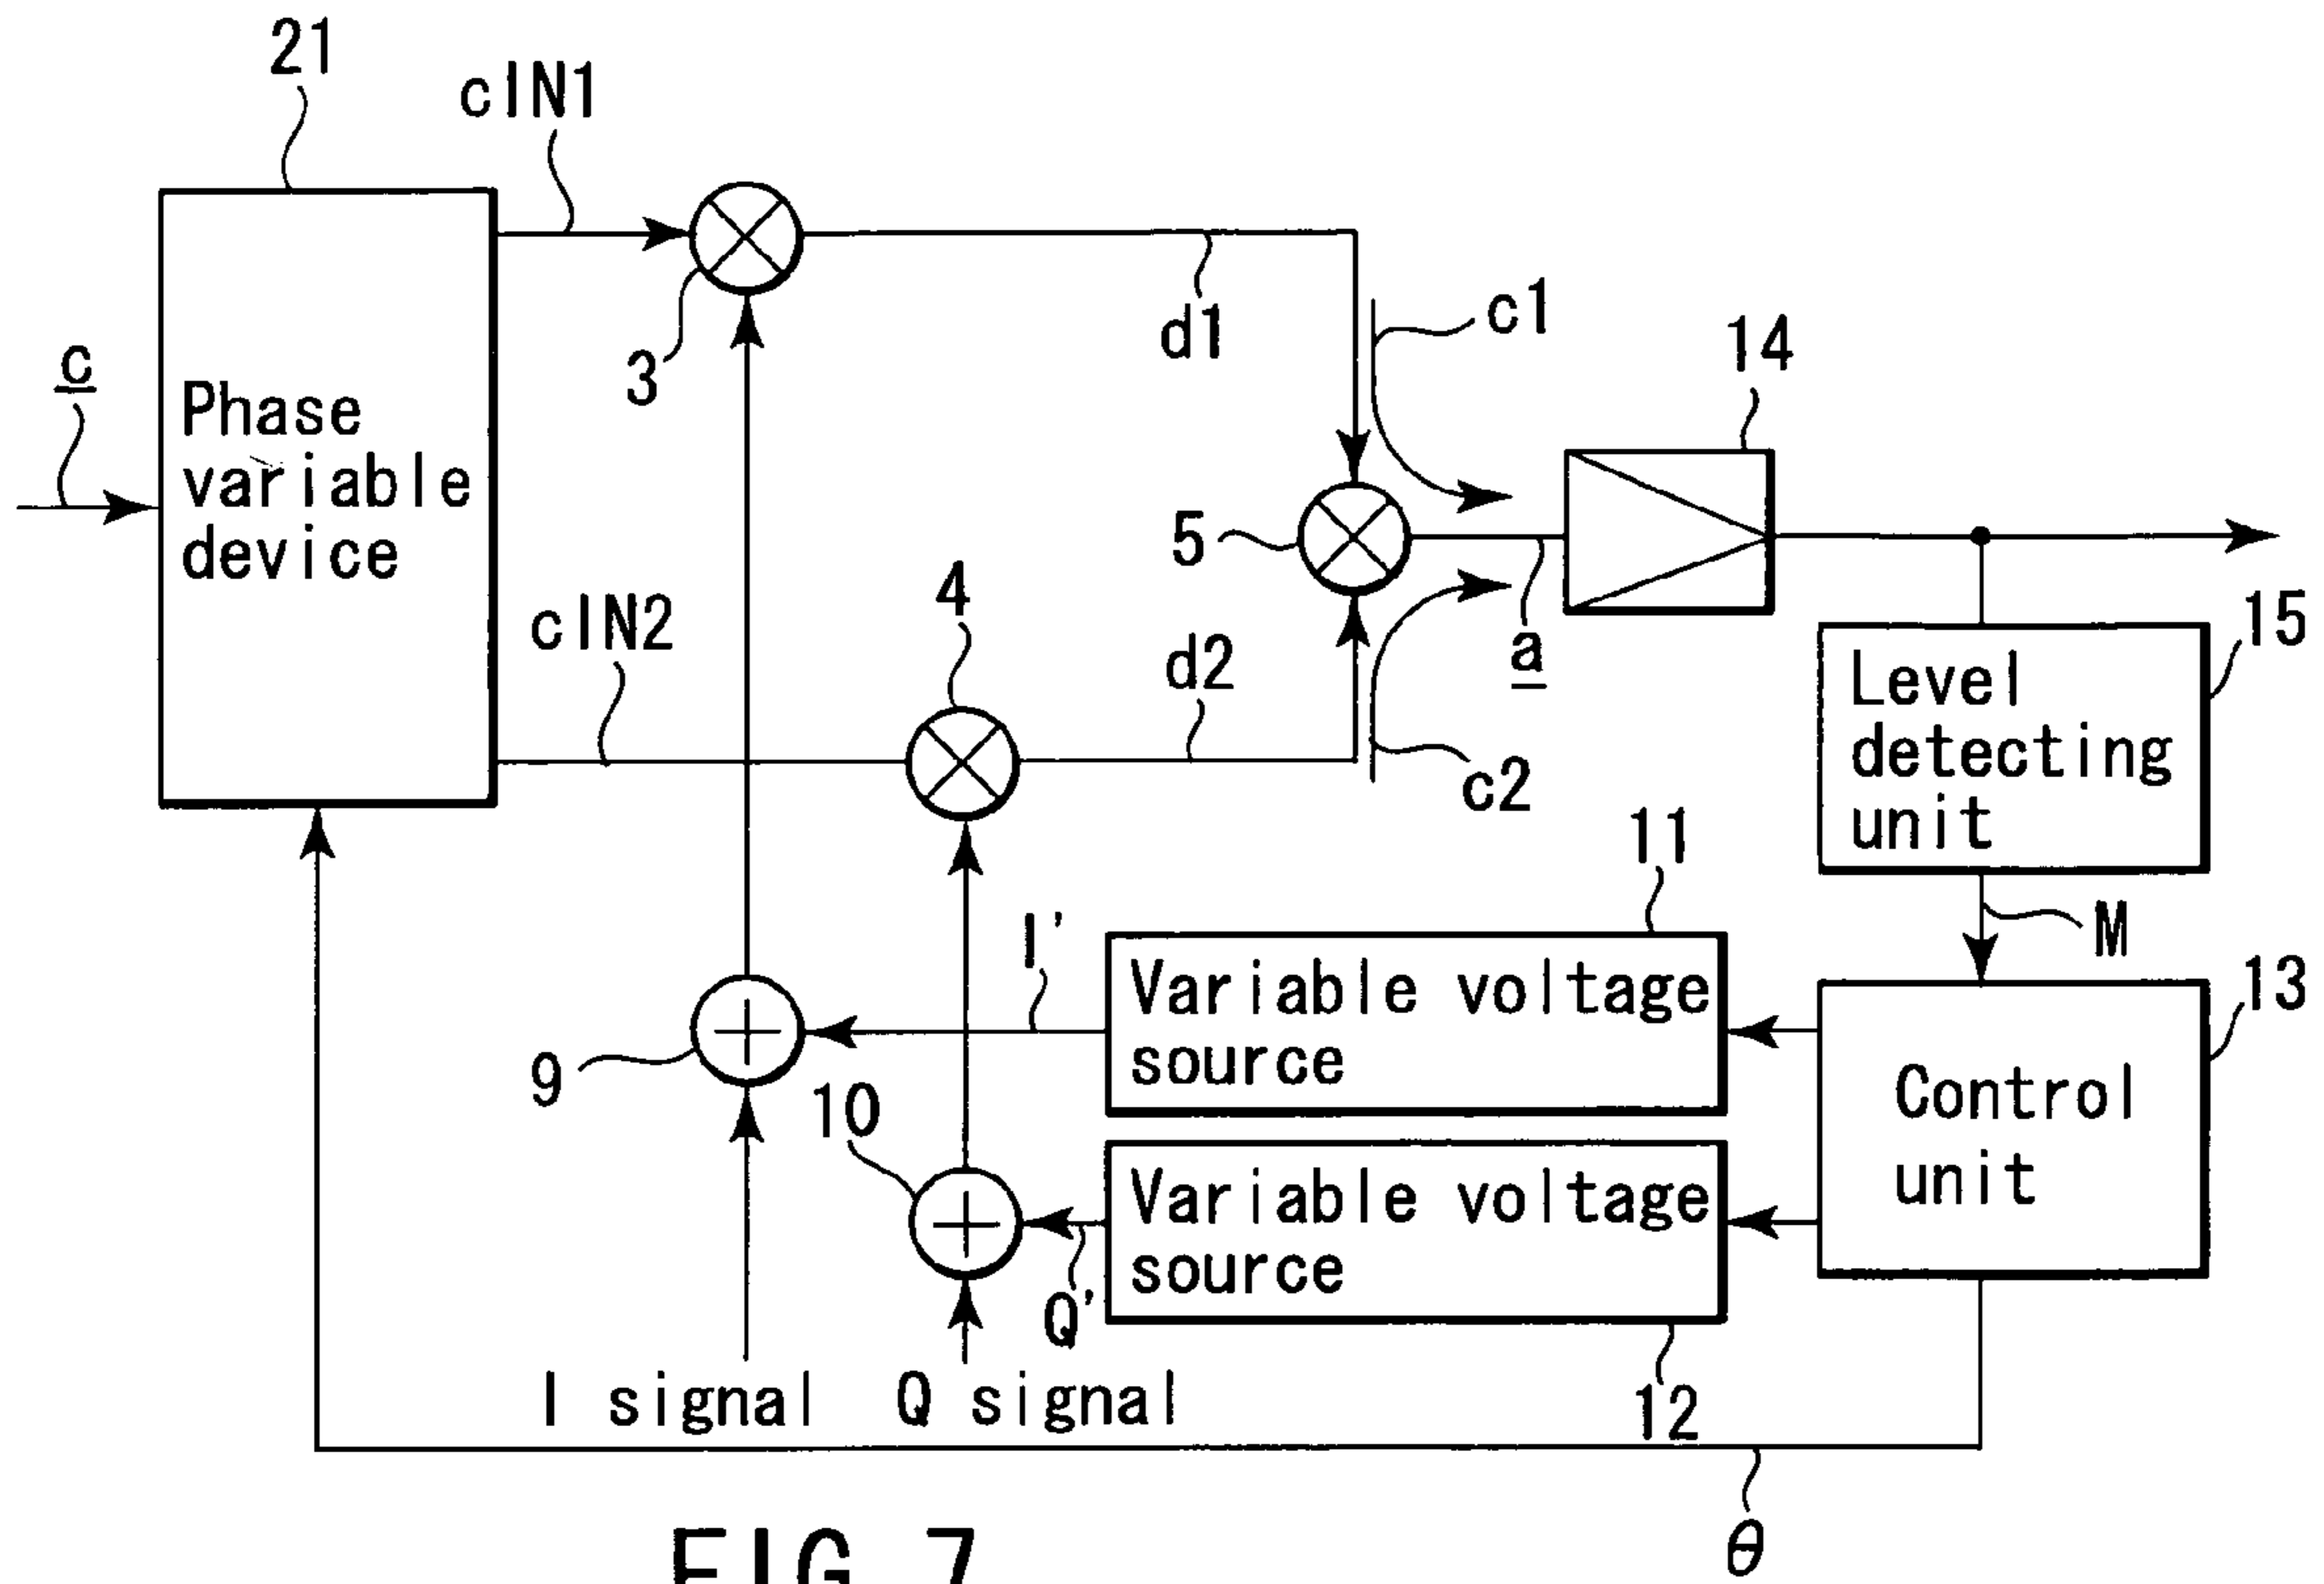 21
cIN1
c
Phase
variable
device
3
d1
c1
14
5
a
cIN2
4
d2
c2
15
Level
detecting
unit
M
11
I'
Variable voltage
source
13
Control
unit
9
10
Variable voltage
source
Q'
12
I signal
Q signal
θ
FIG.7